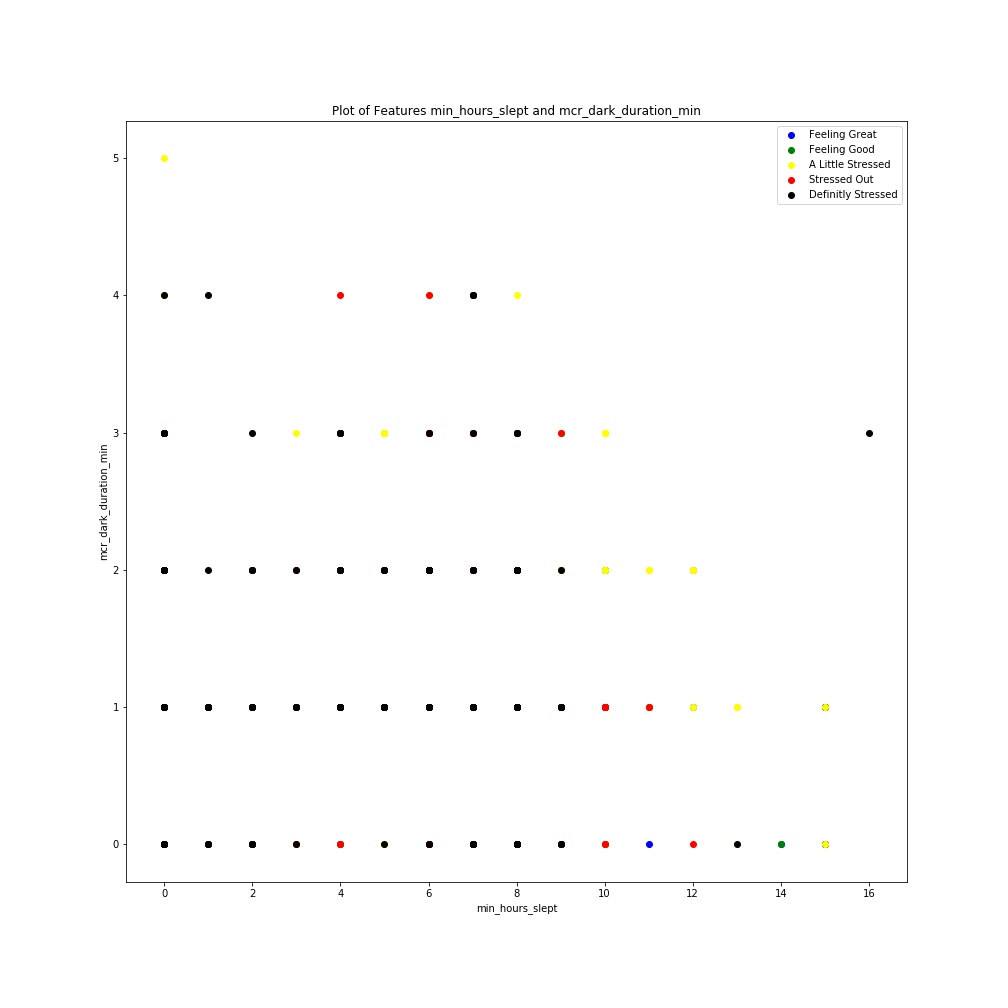 Plot of Features min_hours_slept and mcr_dark_duration_min
Feeling Great
Feeling Good
A Little Stressed
Stressed Out
Definitly Stressed
mcr_dark_duration_min
5
4
3
2
1
0
0 2 4 6 8 10 12 14 16
min_hours_slept